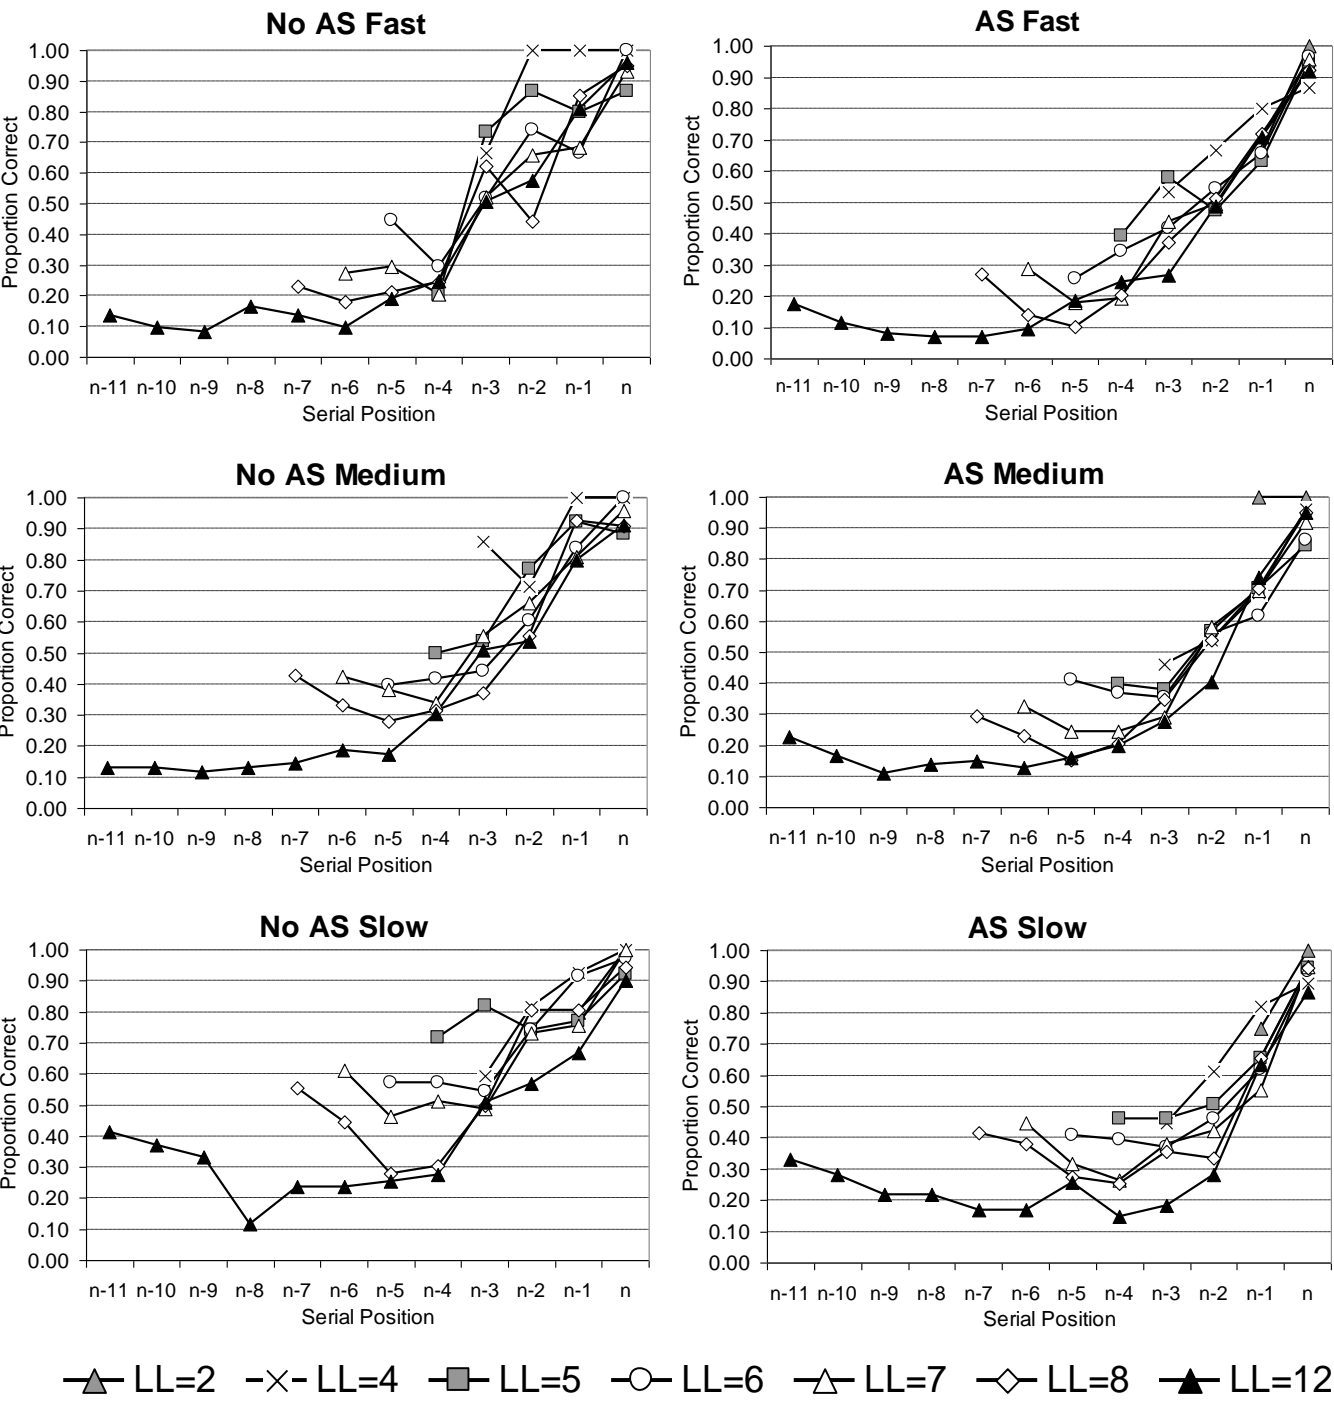 No AS Fast
1.00
0.90
0.80
0.70
0.60
0.50
0.40
0.30
0.20
0.10
0.00
Proportion Correct
n-11 n-10 n-9 n-8 n-7 n-6 n-5 n-4 n-3 n-2 n-1 n
Serial Position
AS Fast
1.00
0.90
0.80
0.70
0.60
0.50
0.40
0.30
0.20
0.10
0.00
Proportion Correct
n-11 n-10 n-9 n-8 n-7 n-6 n-5 n-4 n-3 n-2 n-1 n
Serial Position
No AS Medium
1.00
0.90
0.80
0.70
0.60
0.50
0.40
0.30
0.20
0.10
0.00
Proportion Correct
n-11 n-10 n-9 n-8 n-7 n-6 n-5 n-4 n-3 n-2 n-1 n
Serial Position
AS Medium
1.00
0.90
0.80
0.70
0.60
0.50
0.40
0.30
0.20
0.10
0.00
Proportion Correct
n-11 n-10 n-9 n-8 n-7 n-6 n-5 n-4 n-3 n-2 n-1 n
Serial Position
No AS Slow
1.00
0.90
0.80
0.70
0.60
0.50
0.40
0.30
0.20
0.10
0.00
Proportion Correct
n-11 n-10 n-9 n-8 n-7 n-6 n-5 n-4 n-3 n-2 n-1 n
Serial Position
AS Slow
1.00
0.90
0.80
0.70
0.60
0.50
0.40
0.30
0.20
0.10
0.00
Proportion Correct
n-11 n-10 n-9 n-8 n-7 n-6 n-5 n-4 n-3 n-2 n-1 n
Serial Position
LL=2 LL=4 LL=5 LL=6 LL=7 LL=8 LL=12